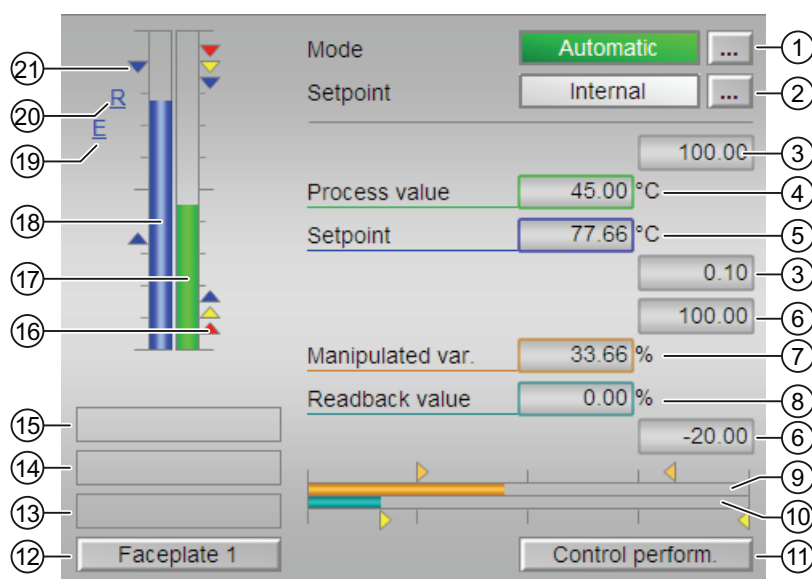 Mode Automatic ... 1
Setpoint Internal ... 2
100.00 3
Process value 45.00 °C 4
Setpoint 77.66 °C 5
0.10 3
100.00 6
Manipulated var. 33.66 % 7
Readback value 0.00 % 8
-20.00 6
9
10
Control perform. 11
21
R 20
E 19
18
17
16
15
14
13
12 Faceplate 1